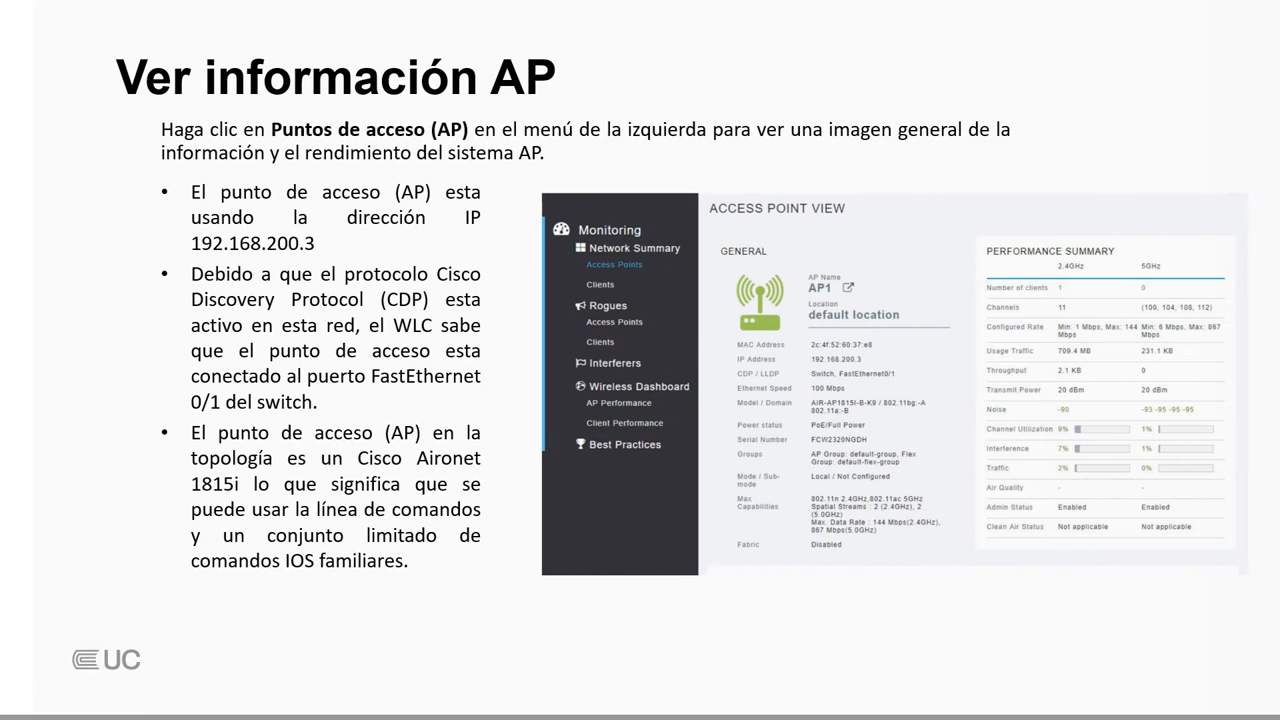 Ver información AP
Haga clic en Puntos de acceso (AP) en el menú de la izquierda para ver una imagen general de la
información y el rendimiento del sistema AP.
• El punto de acceso (AP) esta
usando la dirección IP
192.168.200.3
• Debido a que el protocolo Cisco
Discovery Protocol (CDP) esta
activo en esta red, el WLC sabe
que el punto de acceso esta
conectado al puerto FastEthernet
0/1 del switch.
• El punto de acceso (AP) en la
topología es un Cisco Aironet
1815i lo que significa que se
puede usar la línea de comandos
y un conjunto limitado de
comandos IOS familiares.
Monitoring
Network Summary
Access Points
Clients
Rogues
Access Points
Clients
Interferers
Wireless Dashboard
AP Performance
Client Performance
Best Practices
ACCESS POINT VIEW
GENERAL
AP Name
AP1
Location
default location
MAC Address 2c:4f:52:60:37:e8
IP Address 192.168.200.3
CDP / LLDP Switch, FastEthernet0/1
Ethernet Speed 100 Mbps
Model / Domain AIR-AP1815I-B-K9 / 802.11bg:-A
802.11a:-B
Power status PoE/Full Power
Serial Number FCW2320NGDH
Groups AP Group: default-group, Flex
Group: default-flex-group
Mode / Sub- Local / Not Configured
mode
Max 802.11n 2.4GHz,802.11ac 5GHz
Capabilities Spatial Streams : 2 (2.4GHz), 2
(5.0GHz)
Max. Data Rate : 144 Mbps(2.4GHz),
867 Mbps(5.0GHz)
Fabric Disabled
PERFORMANCE SUMMARY
2.4GHz 5GHz
Number of clients 1 0
Channels 11 (100, 104, 108, 112)
Configured Rate Min: 1 Mbps, Max: 144 Min: 6 Mbps, Max: 867
Mbps Mbps
Usage Traffic 709.4 MB 231.1 KB
Throughput 2.1 KB 0
Transmit Power 20 dBm 20 dBm
Noise -90 -93 -95 -95 -95
Channel Utilization 9% 1%
Interference 7% 1%
Traffic 2% 0%
Air Quality - -
Admin Status Enabled Enabled
Clean Air Status Not applicable Not applicable
UC